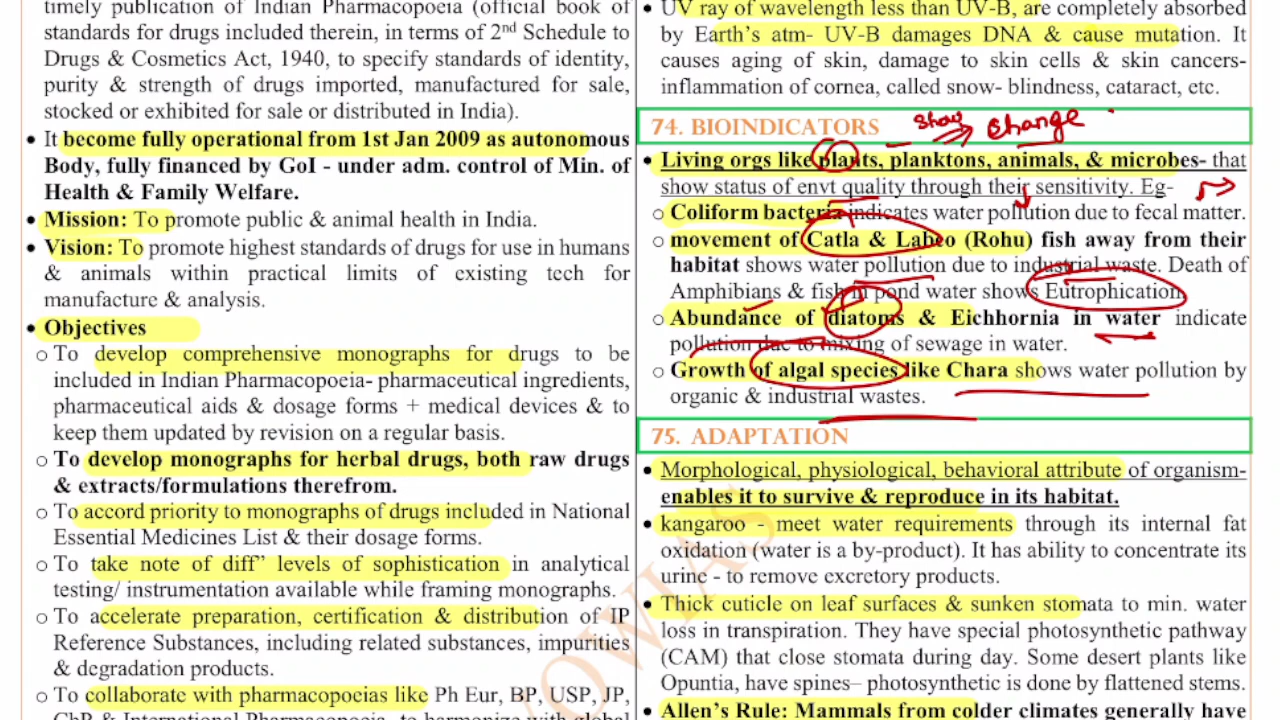 timely publication of Indian Pharmacopoeia (official book of
standards for drugs included therein, in terms of 2nd Schedule to
Drugs & Cosmetics Act, 1940, to specify standards of identity,
purity & strength of drugs imported, manufactured for sale,
stocked or exhibited for sale or distributed in India).
• It become fully operational from 1st Jan 2009 as autonomous
Body, fully financed by GoI - under adm. control of Min. of
Health & Family Welfare.
• Mission: To promote public & animal health in India.
• Vision: To promote highest standards of drugs for use in humans
& animals within practical limits of existing tech for
manufacture & analysis.
• Objectives
o To develop comprehensive monographs for drugs to be
included in Indian Pharmacopoeia- pharmaceutical ingredients,
pharmaceutical aids & dosage forms + medical devices & to
keep them updated by revision on a regular basis.
o To develop monographs for herbal drugs, both raw drugs
& extracts/formulations therefrom.
o To accord priority to monographs of drugs included in National
Essential Medicines List & their dosage forms.
o To take note of diff” levels of sophistication in analytical
testing/ instrumentation available while framing monographs.
o To accelerate preparation, certification & distribution of IP
Reference Substances, including related substances, impurities
& degradation products.
o To collaborate with pharmacopoeias like Ph Eur, BP, USP, JP,
ChP & International Pharmacopoeia- to harmonize with global
• UV ray of wavelength less than UV-B, are completely absorbed
by Earth's atm- UV-B damages DNA & cause mutation. It
causes aging of skin, damage to skin cells & skin cancers-
inflammation of cornea, called snow- blindness, cataract, etc.
74. BIOINDICATORS show change
• Living orgs like plants, planktons, animals, & microbes- that
show status of envt quality through their sensitivity. Eg-
o Coliform bacteria indicates water pollution due to fecal matter.
o movement of Catla & Labeo (Rohu) fish away from their
habitat shows water pollution due to industrial waste. Death of
Amphibians & fish in pond water shows Eutrophication
o Abundance of diatoms & Eichhornia in water indicate
pollution due to mixing of sewage in water.
o Growth of algal species like Chara shows water pollution by
organic & industrial wastes.
75. ADAPTATION
• Morphological, physiological, behavioral attribute of organism-
enables it to survive & reproduce in its habitat.
• kangaroo - meet water requirements through its internal fat
oxidation (water is a by-product). It has ability to concentrate its
urine - to remove excretory products.
• Thick cuticle on leaf surfaces & sunken stomata to min. water
loss in transpiration. They have special photosynthetic pathway
(CAM) that close stomata during day. Some desert plants like
Opuntia, have spines– photosynthetic is done by flattened stems.
• Allen's Rule: Mammals from colder climates generally have